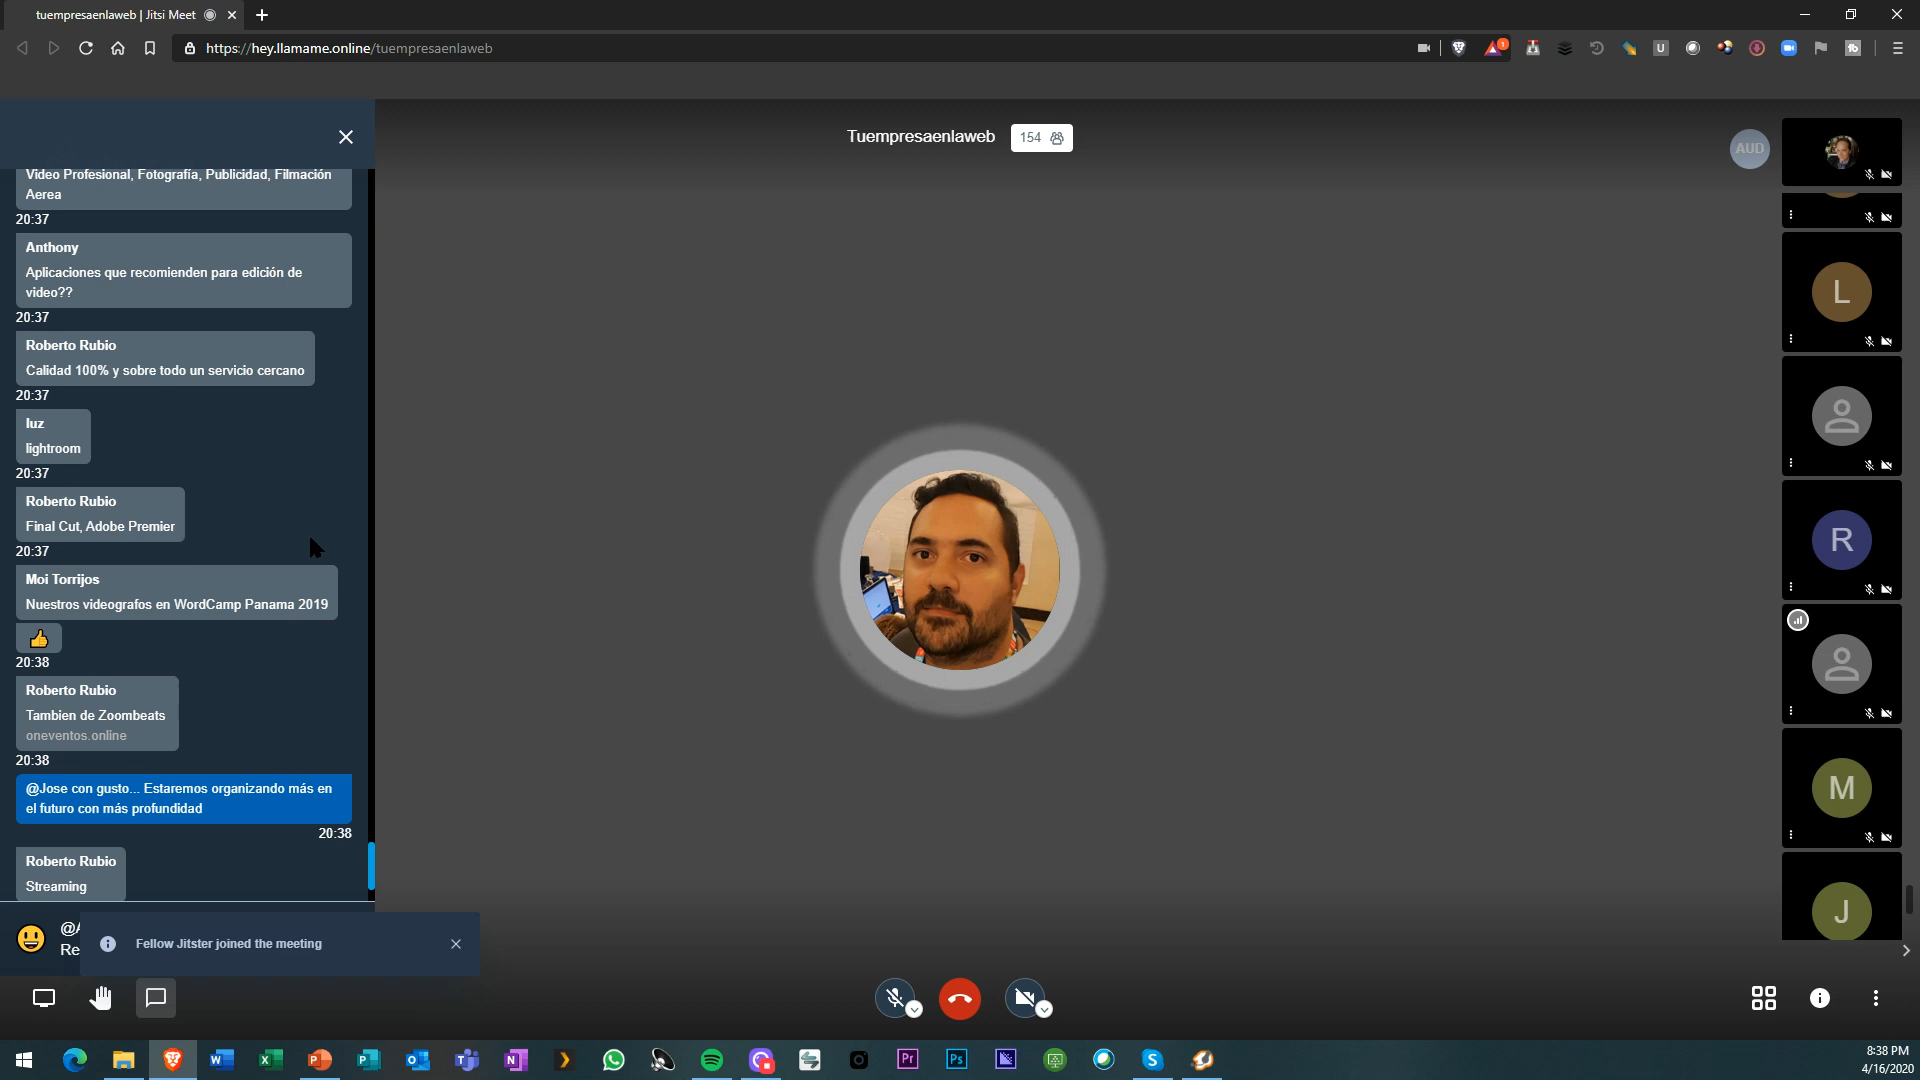 tuempresaenlaweb | Jitsi Meet
https://hey.llamame.online/tuempresaenlaweb
1
U
Tuempresaenlaweb 154
AUD
Video Profesional, Fotografía, Publicidad, Filmación
Aerea
20:37
Anthony
Aplicaciones que recomienden para edición de
video??
20:37
Roberto Rubio
Calidad 100% y sobre todo un servicio cercano
20:37
luz
lightroom
20:37
Roberto Rubio
Final Cut, Adobe Premier
20:37
Moi Torrijos
Nuestros videografos en WordCamp Panama 2019
20:38
Roberto Rubio
Tambien de Zoombeats
oneventos.online
20:38
@Jose con gusto... Estaremos organizando más en
el futuro con más profundidad
20:38
Roberto Rubio
Streaming
Fellow Jitster joined the meeting
L
R
M
J
Pr
Ps
8:38 PM
4/16/2020